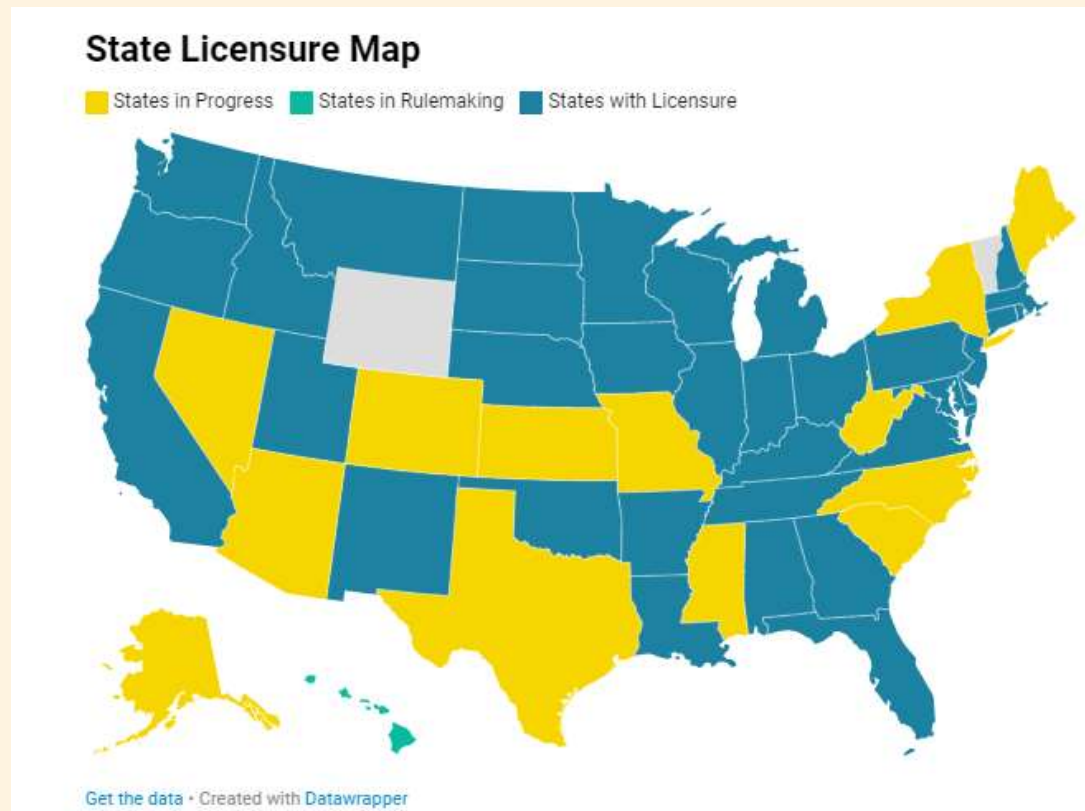 State Licensure Map
States in Progress States in Rulemaking States with Licensure
Get the data • Created with Datawrapper